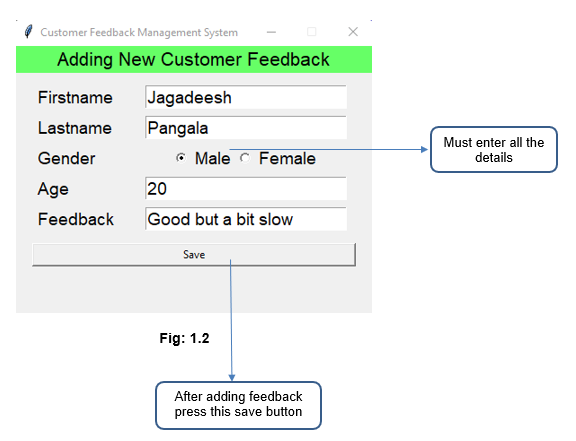 Customer Feedback Management System
Adding New Customer Feedback
Firstname Jagadeesh
Lastname Pangala
Gender Male Female
Must enter all the
details
Age 20
Feedback Good but a bit slow
Save
Fig: 1.2
After adding feedback
press this save button